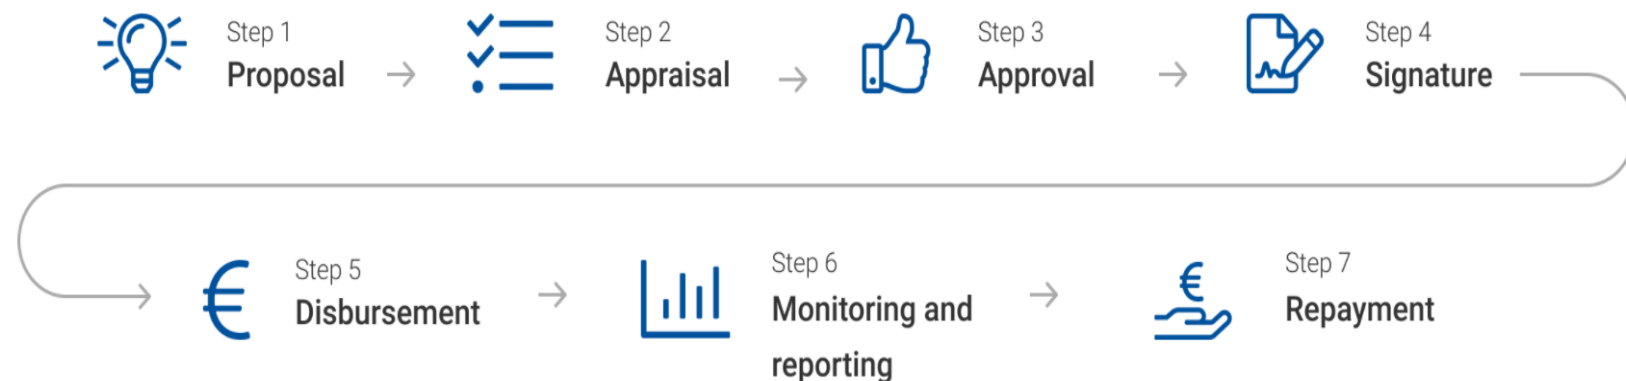 Step 1
Proposal
Step 2
Appraisal
Step 3
Approval
Step 4
Signature
Step 5
Disbursement
Step 6
Monitoring and
reporting
Step 7
Repayment